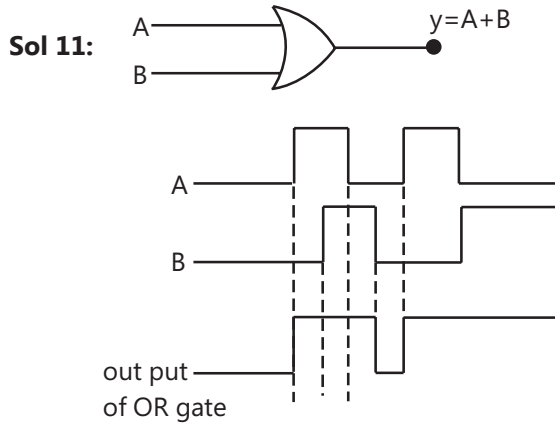 y=A+B
A
Sol 11:
B
A
B
out put
of OR gate